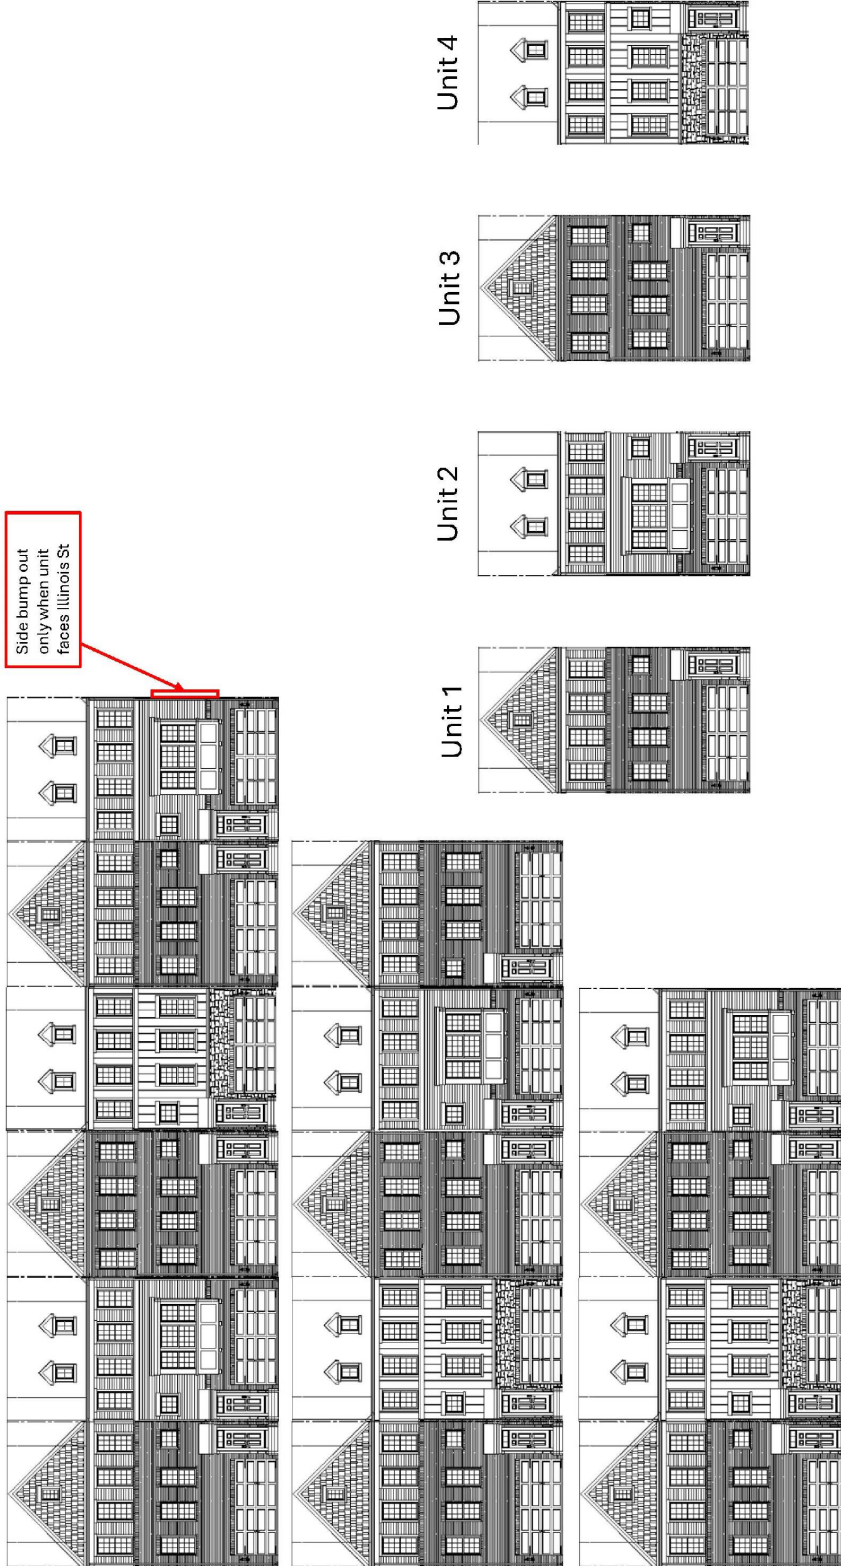 Side bump out
only when unit
faces Illinois St
Unit 1
Unit 2
Unit 3
Unit 4